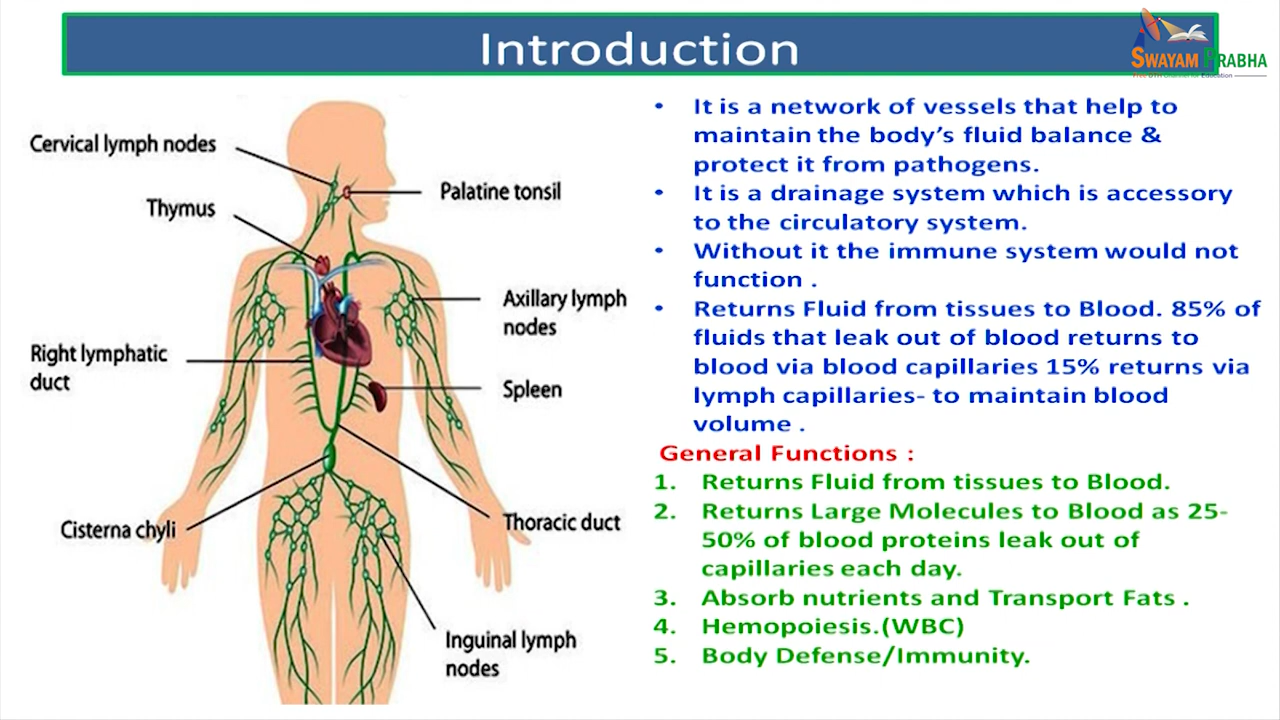 Introduction
SWAYAM PRABHA
Free DTH Channel for Education
Cervical lymph nodes
Thymus
Palatine tonsil
Axillary lymph
nodes
Right lymphatic
duct
Spleen
Cisterna chyli
Thoracic duct
Inguinal lymph
nodes
• It is a network of vessels that help to
maintain the body’s fluid balance &
protect it from pathogens.
• It is a drainage system which is accessory
to the circulatory system.
• Without it the immune system would not
function .
• Returns Fluid from tissues to Blood. 85% of
fluids that leak out of blood returns to
blood via blood capillaries 15% returns via
lymph capillaries- to maintain blood
volume .
General Functions :
1. Returns Fluid from tissues to Blood.
2. Returns Large Molecules to Blood as 25-
50% of blood proteins leak out of
capillaries each day.
3. Absorb nutrients and Transport Fats .
4. Hemopoiesis.(WBC)
5. Body Defense/Immunity.